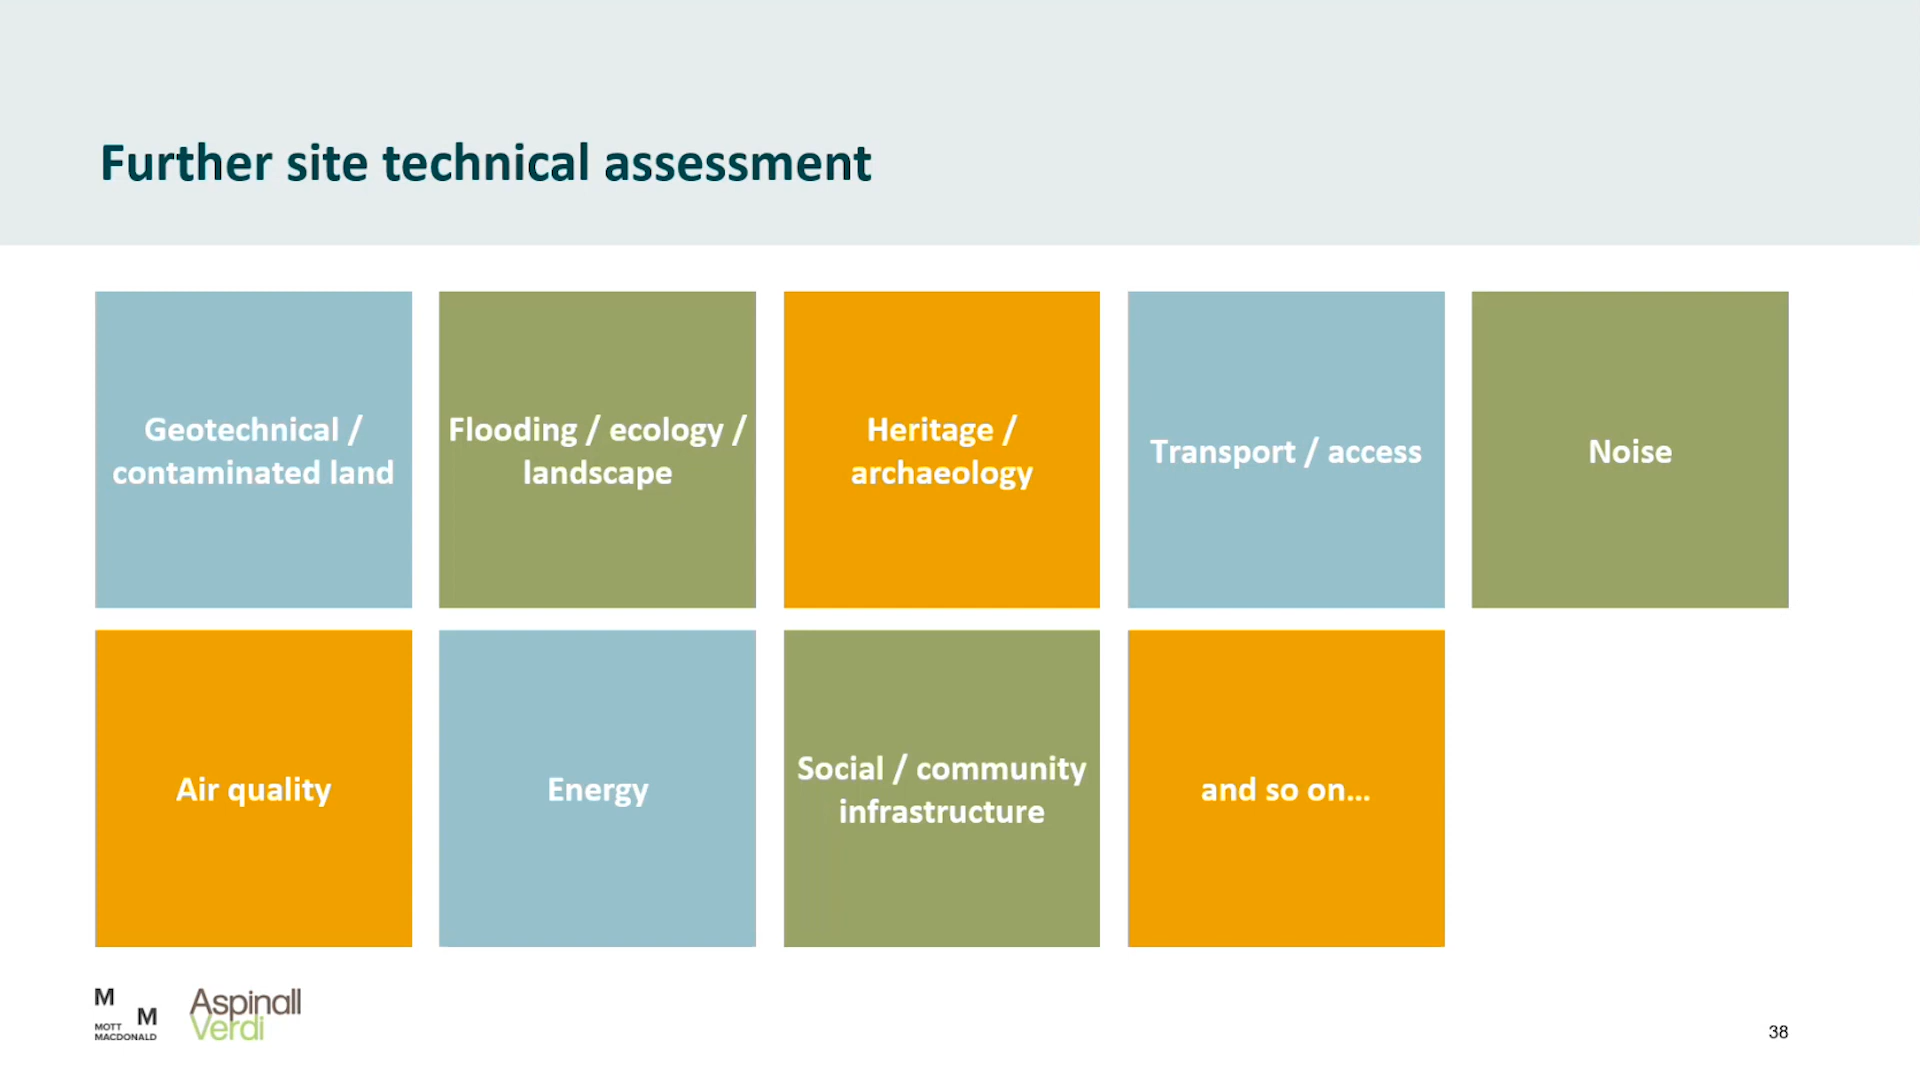 Further site technical assessment
Geotechnical /
contaminated land
Flooding / ecology /
landscape
Heritage /
archaeology
Transport / access
Noise
Air quality
Energy
Social / community
infrastructure
and so on...
M
M
MOTT
MACDONALD
Aspinall
Verdi
38